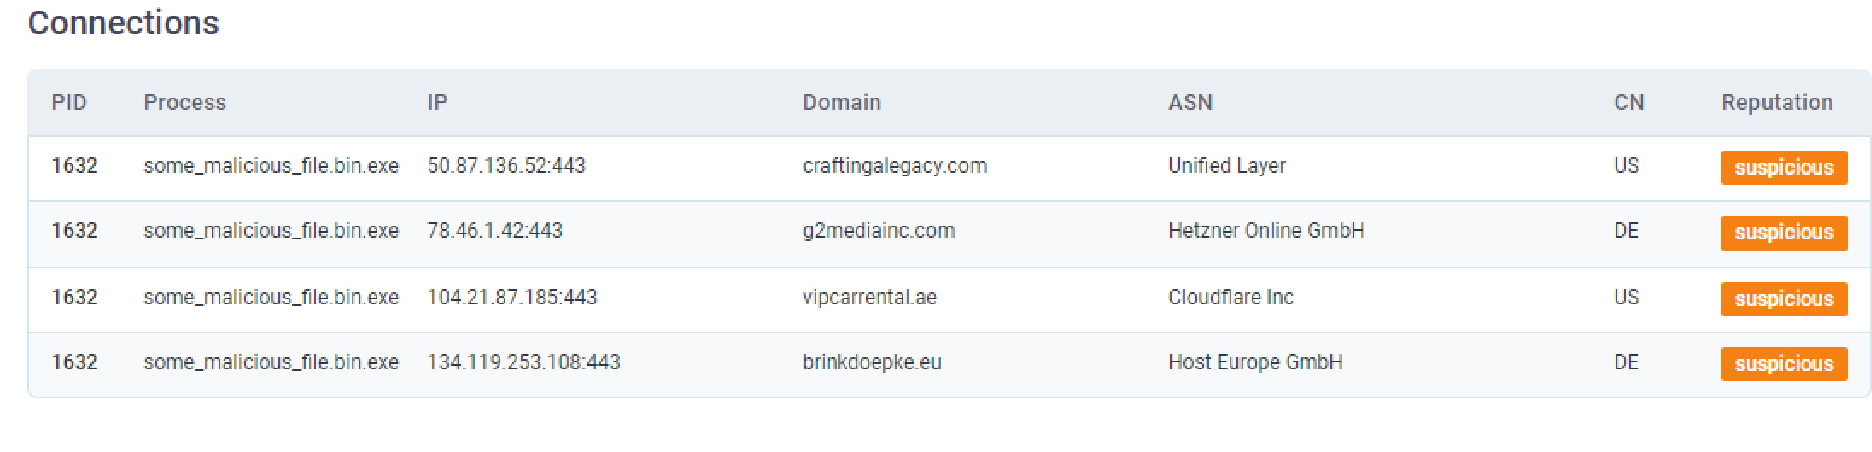 Connections
PID Process IP Domain ASN CN Reputation
1632 some_malicious_file.bin.exe 50.87.136.52:443 craftingalegacy.com Unified Layer US suspicious
1632 some_malicious_file.bin.exe 78.46.1.42:443 g2mediainc.com Hetzner Online GmbH DE suspicious
1632 some_malicious_file.bin.exe 104.21.87.185:443 vipcarrental.ae Cloudflare Inc US suspicious
1632 some_malicious_file.bin.exe 134.119.253.108:443 brinkdoepke.eu Host Europe GmbH DE suspicious